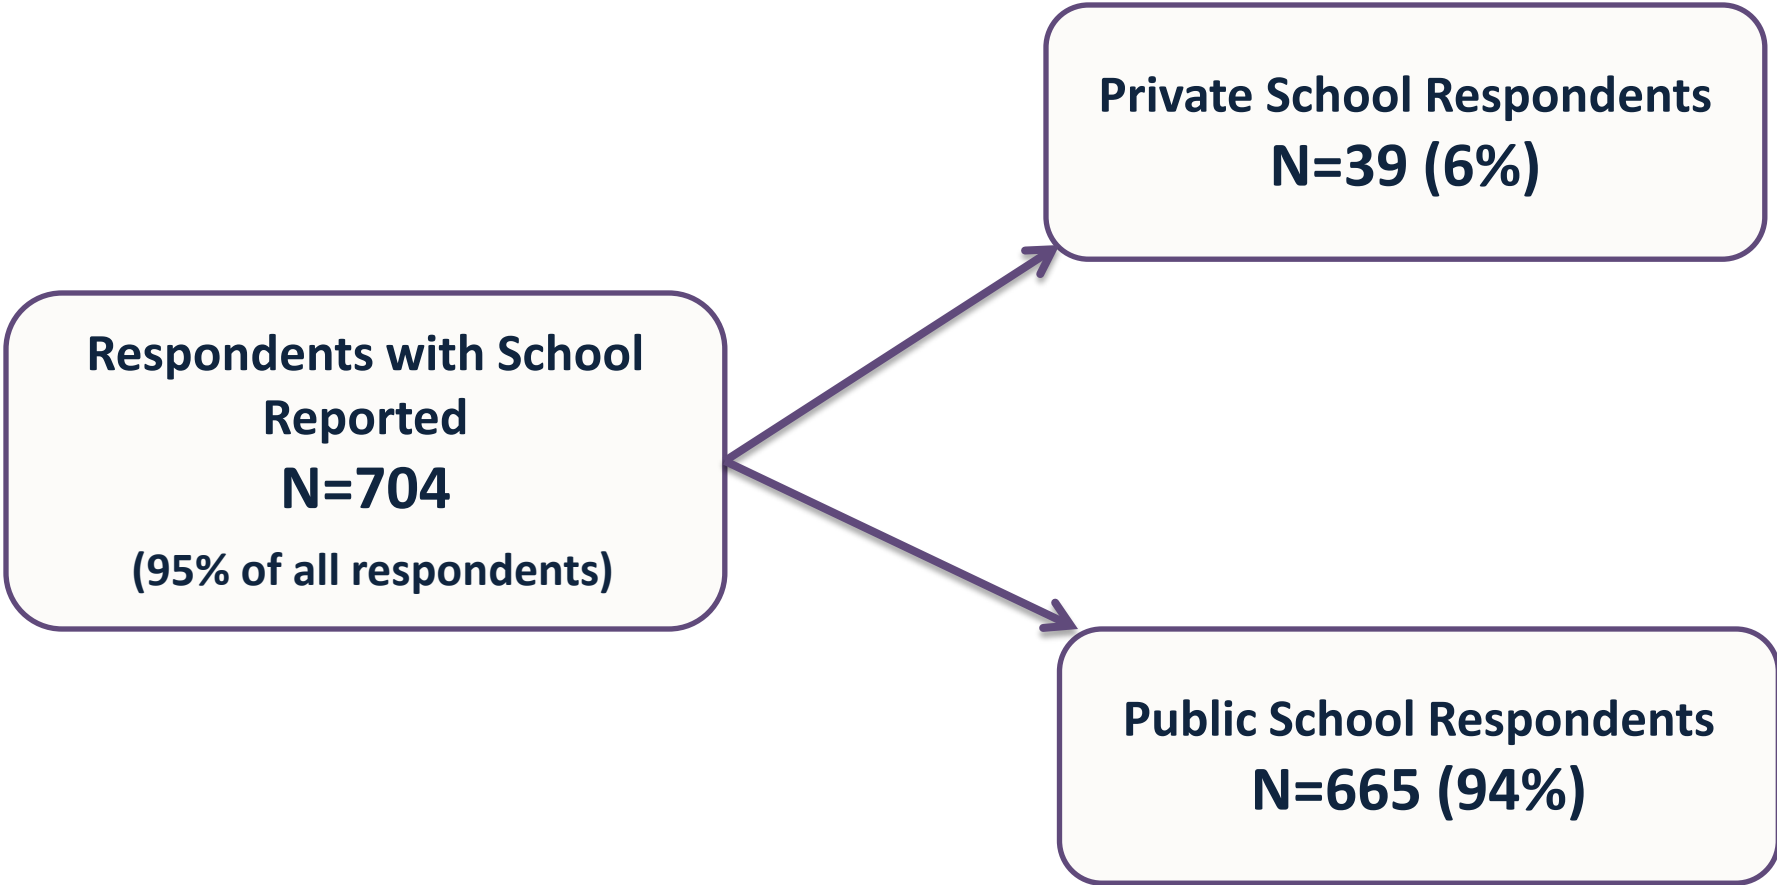 Private School Respondents
N=39 (6%)
Respondents with School
Reported
N=704
(95% of all respondents)
Public School Respondents
N=665 (94%)